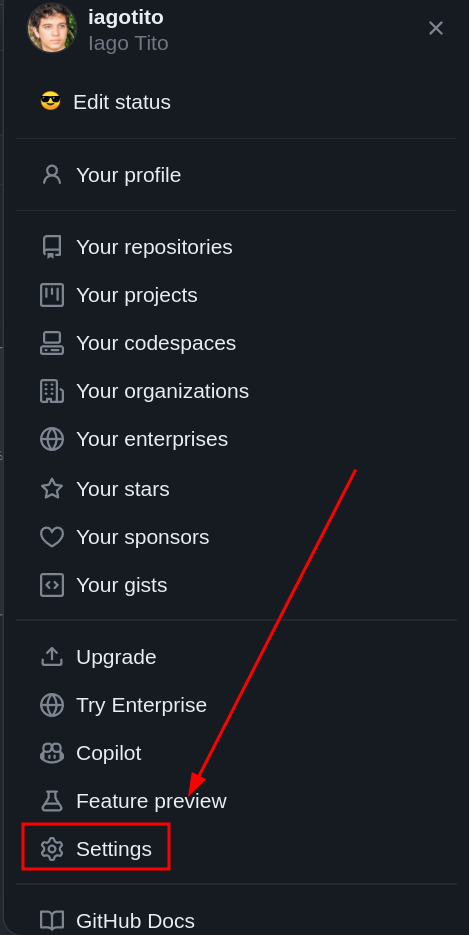 iagotito
Iago Tito
Edit status
Your profile
Your repositories
Your projects
Your codespaces
Your organizations
Your enterprises
Your stars
Your sponsors
Your gists
Upgrade
Try Enterprise
Copilot
Feature preview
Settings
GitHub Docs